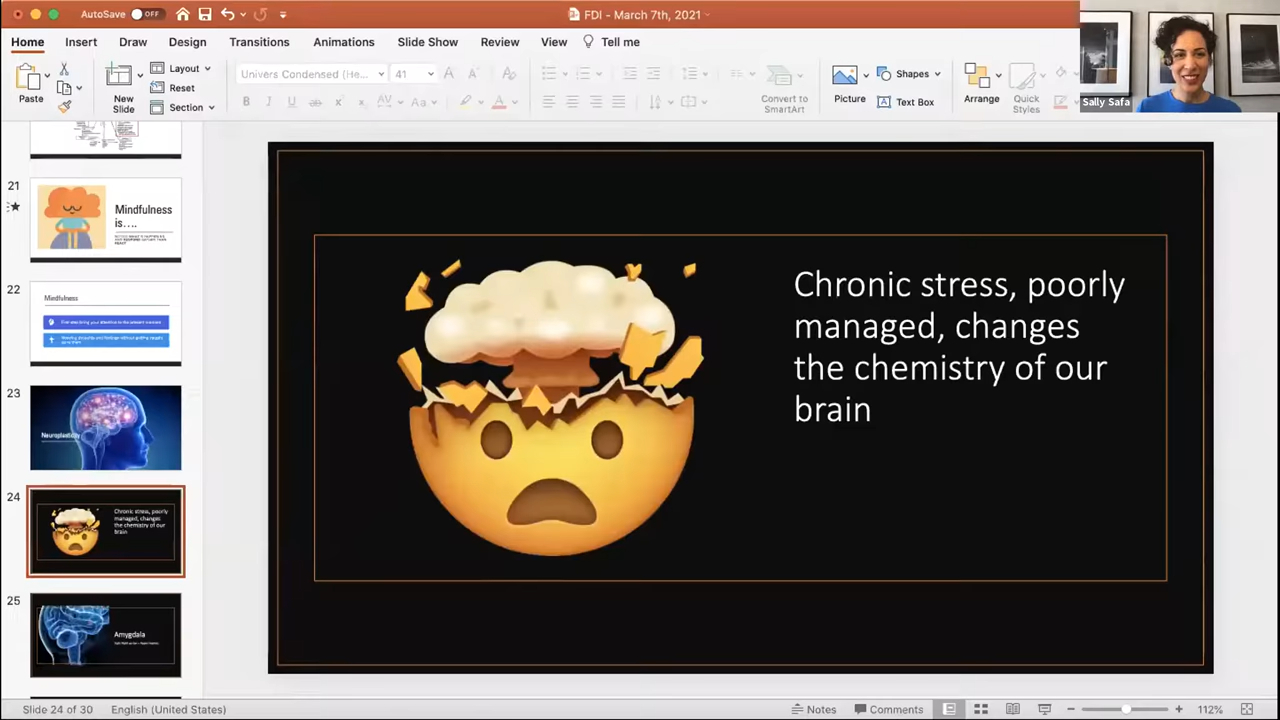 AutoSave OFF
FDI - March 7th, 2021
Home Insert Draw Design Transitions Animations Slide Show Review View Tell me
Paste
New Slide
Layout
Reset
Section
Univers Condensed (He... 41
Convert to SmartArt
Picture
Shapes
Text Box
Arrange
Quick Styles
Sally Safa
21
Mindfulness
is....
22
Mindfulness
23
Neuroplasticity
24
Chronic stress, poorly
managed, changes
the chemistry of our
brain
25
Amygdala
Chronic stress, poorly
managed, changes
the chemistry of our
brain
Slide 24 of 30 English (United States) Notes Comments 112%